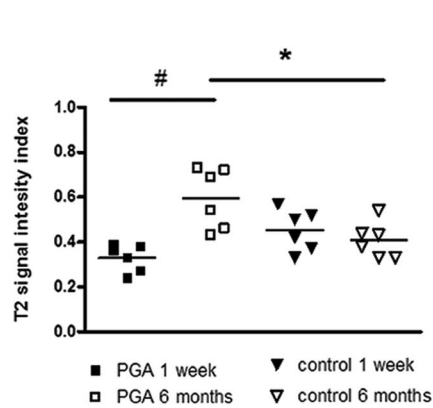 *
#
1.0
0.8
0.6
0.4
0.2
0.0
T2 signal intesity index
PGA 1 week
PGA 6 months
control 1 week
control 6 months